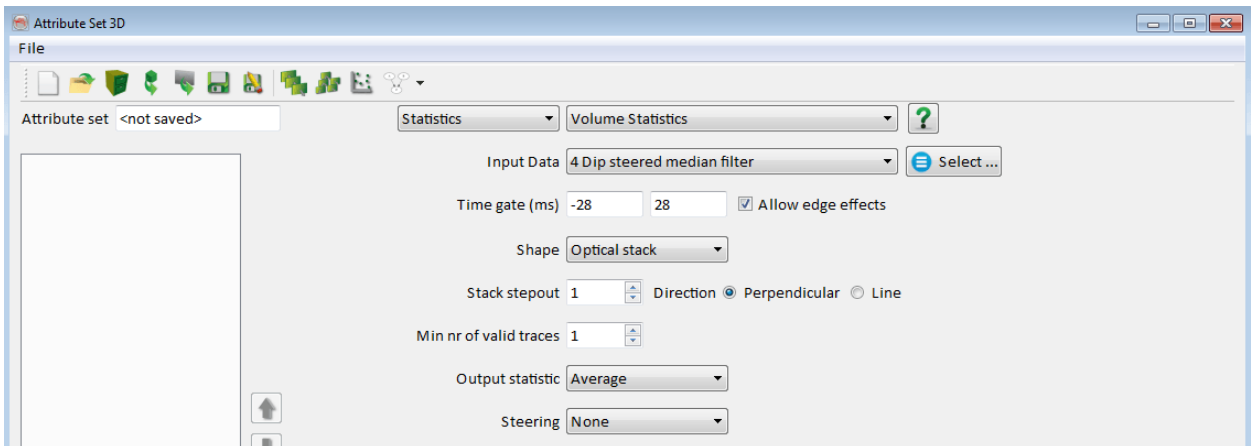 Attribute Set 3D
File
Attribute set <not saved> Statistics Volume Statistics ?
Input Data 4 Dip steered median filter Select ...
Time gate (ms) -28 28 Allow edge effects
Shape Optical stack
Stack stepout 1 Direction Perpendicular Line
Min nr of valid traces 1
Output statistic Average
Steering None